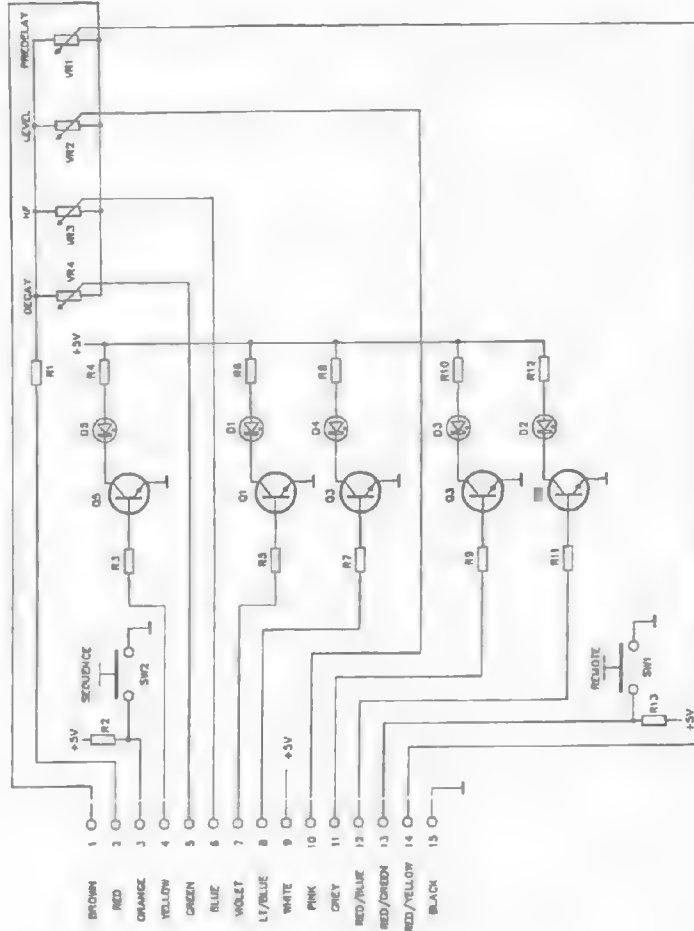 PREDELAY
VR1
LEVEL
VR2
HF
VR3
DECAY
VR4
R1
+5V
R4
D5
Q5
R3
R6
D1
Q1
R5
R8
D4
Q3
R7
R10
D3
Q3
R9
R12
D2
R11
SEQUENCE
SW2
+5V
R2
REMOTE
SW1
R13
+5V
BROWN 1
RED 2
ORANGE 3
YELLOW 4
GREEN 5
BLUE 6
VIOLET 7
LT/BLUE 8
WHITE 9 +5V
PINK 10
GREY 11
RED/BLUE 12
RED/GREEN 13
RED/YELLOW 14
BLACK 15